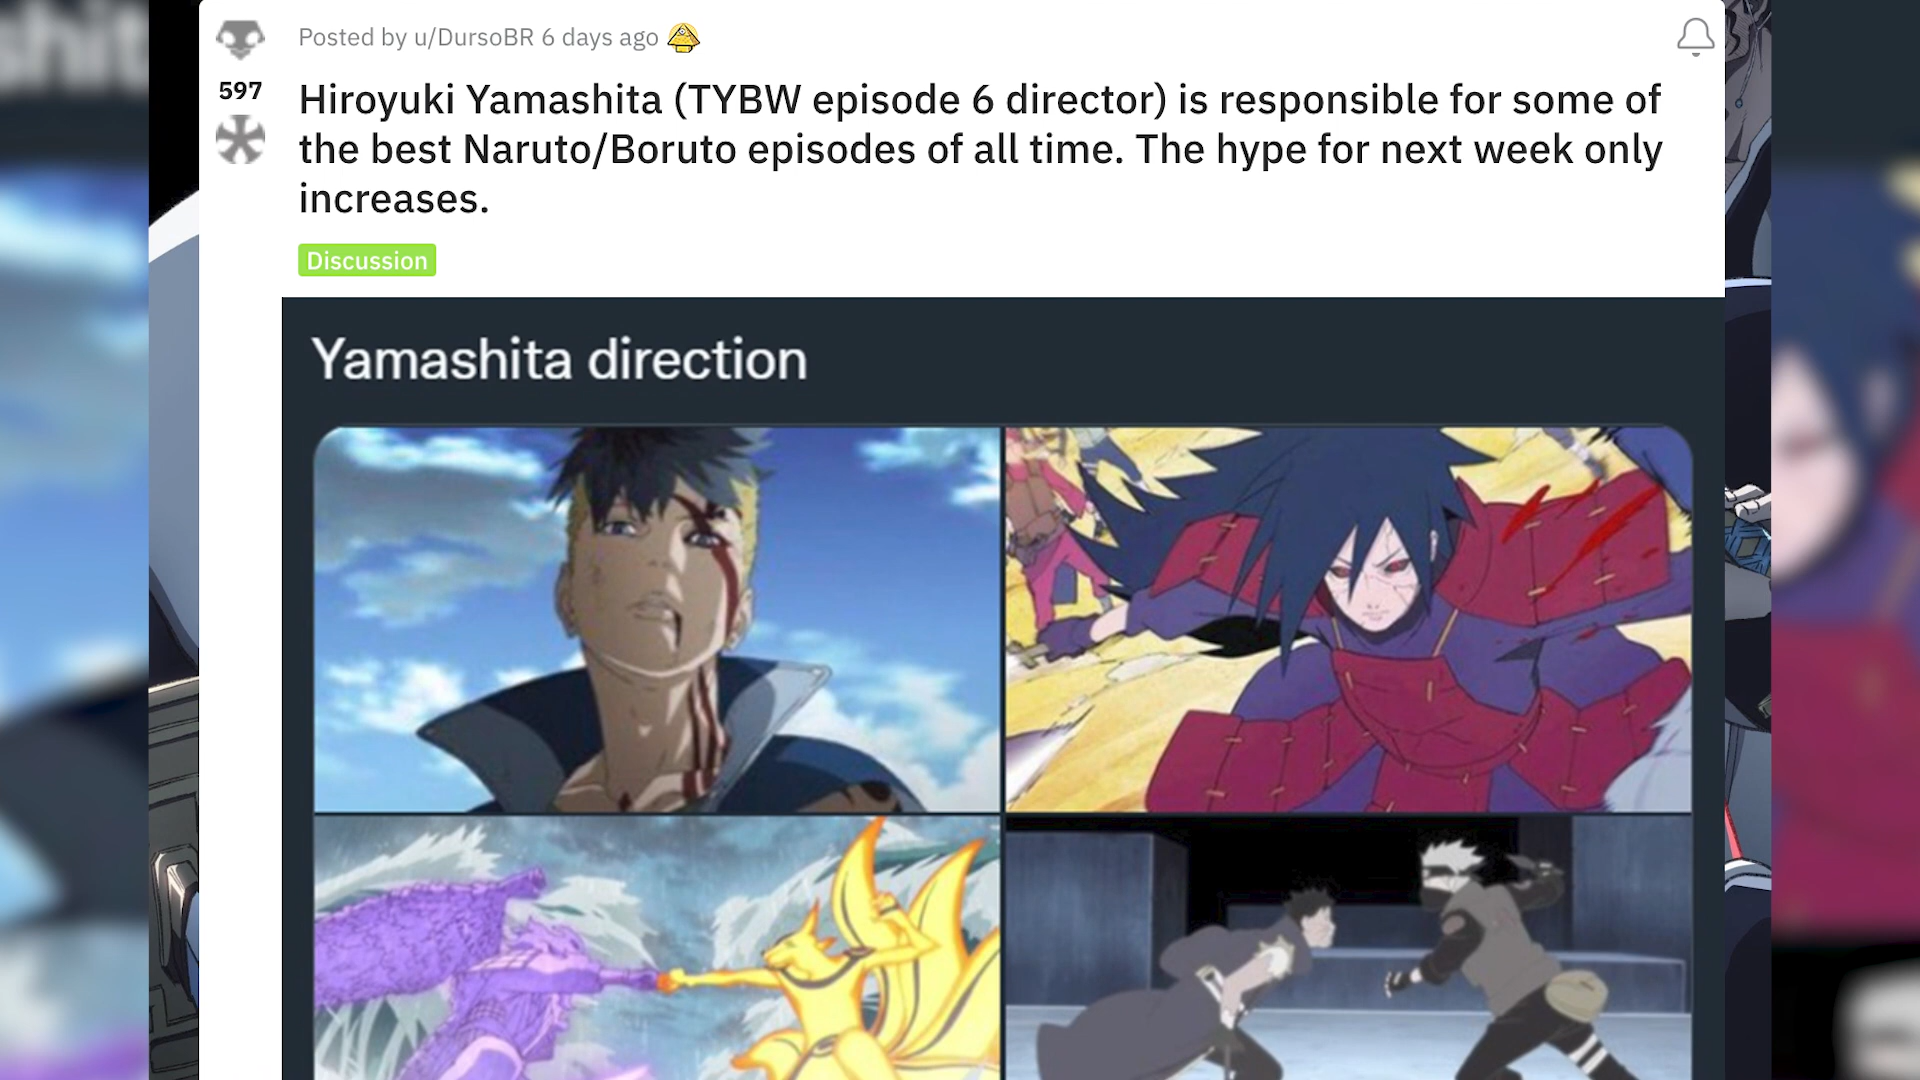 Posted by u/DursoBR 6 days ago
597
Hiroyuki Yamashita (TYBW episode 6 director) is responsible for some of
the best Naruto/Boruto episodes of all time. The hype for next week only
increases.
Discussion
Yamashita direction